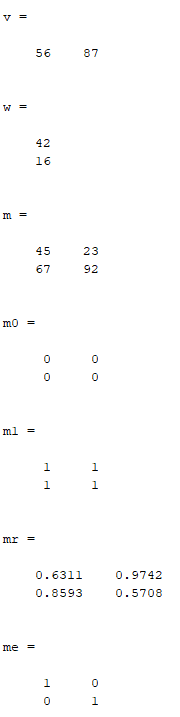 v =
56 87
w =
42
16
m =
45 23
67 92
m0 =
0 0
0 0
m1 =
1 1
1 1
mr =
0.6311 0.9742
0.8593 0.5708
me =
1 0
0 1